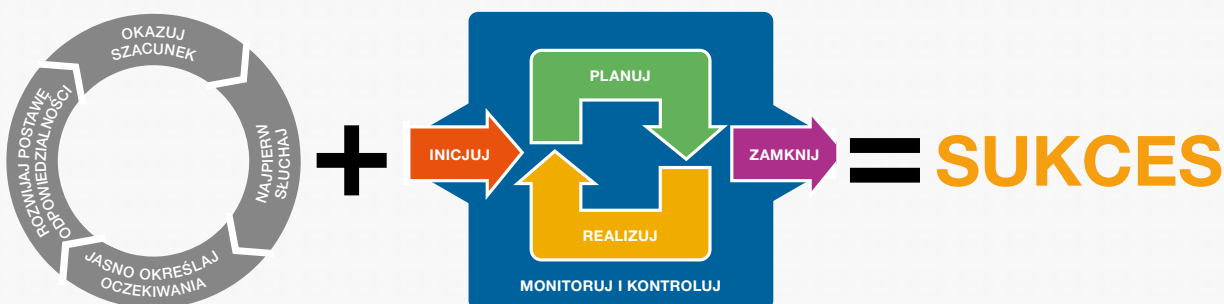 OKAZUJ
SZACUNEK
NAJPIERW
SŁUCHAJ
JASNO OKREŚLAJ
OCZEKIWANIA
ROZWIJAJ POSTAWĘ
ODPOWIEDZIALNOŚCI
+
INICJUJ
PLANUJ
REALIZUJ
MONITORUJ I KONTROLUJ
ZAMKNIJ
=
SUKCES